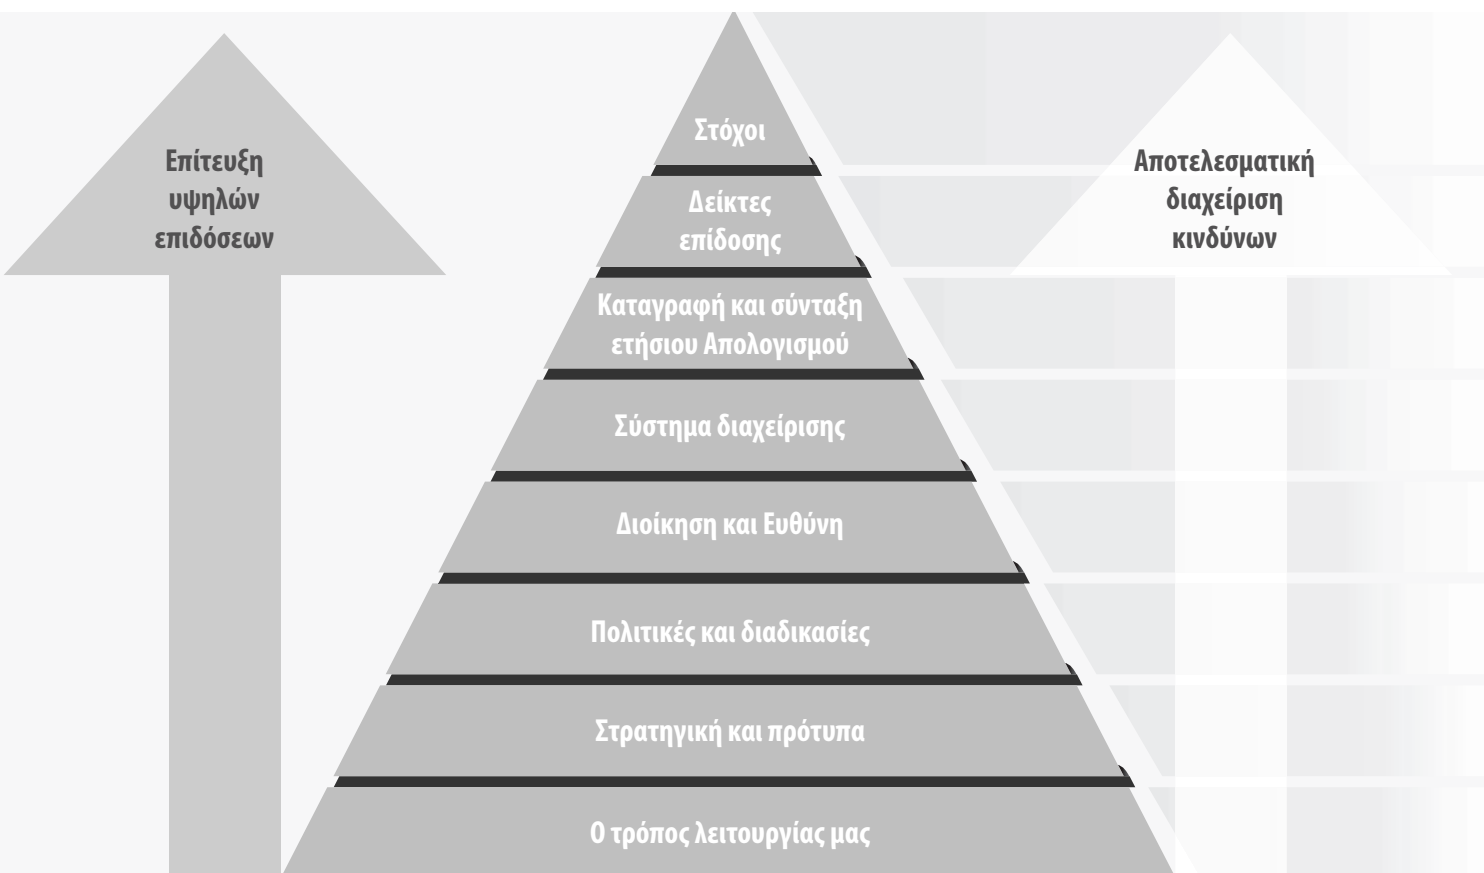 Επίτευξη
υψηλών
επιδόσεων
Στόχοι
Δείκτες
επίδοσης
Καταγραφή και σύνταξη
ετήσιου Απολογισμού
Σύστημα διαχείρισης
Διοίκηση και Ευθύνη
Πολιτικές και διαδικασίες
Στρατηγική και πρότυπα
Ο τρόπος λειτουργίας μας
Αποτελεσματική
διαχείριση
κινδύνων